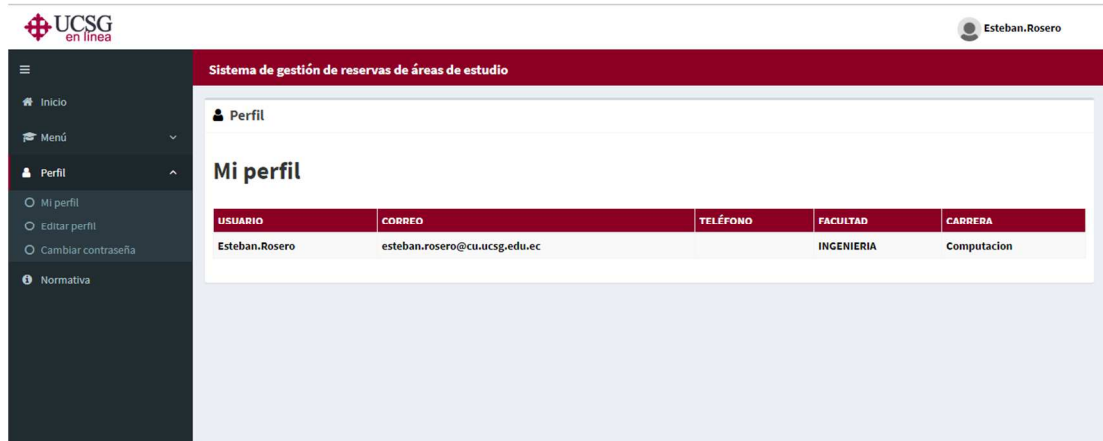 UCSG
en línea
Esteban.Rosero
Sistema de gestión de reservas de áreas de estudio
Inicio
Menú
Perfil
Mi perfil
Editar perfil
Cambiar contraseña
Normativa
Perfil
Mi perfil
USUARIO CORREO TELÉFONO FACULTAD CARRERA
Esteban.Rosero esteban.rosero@cu.ucsg.edu.ec INGENIERIA Computacion